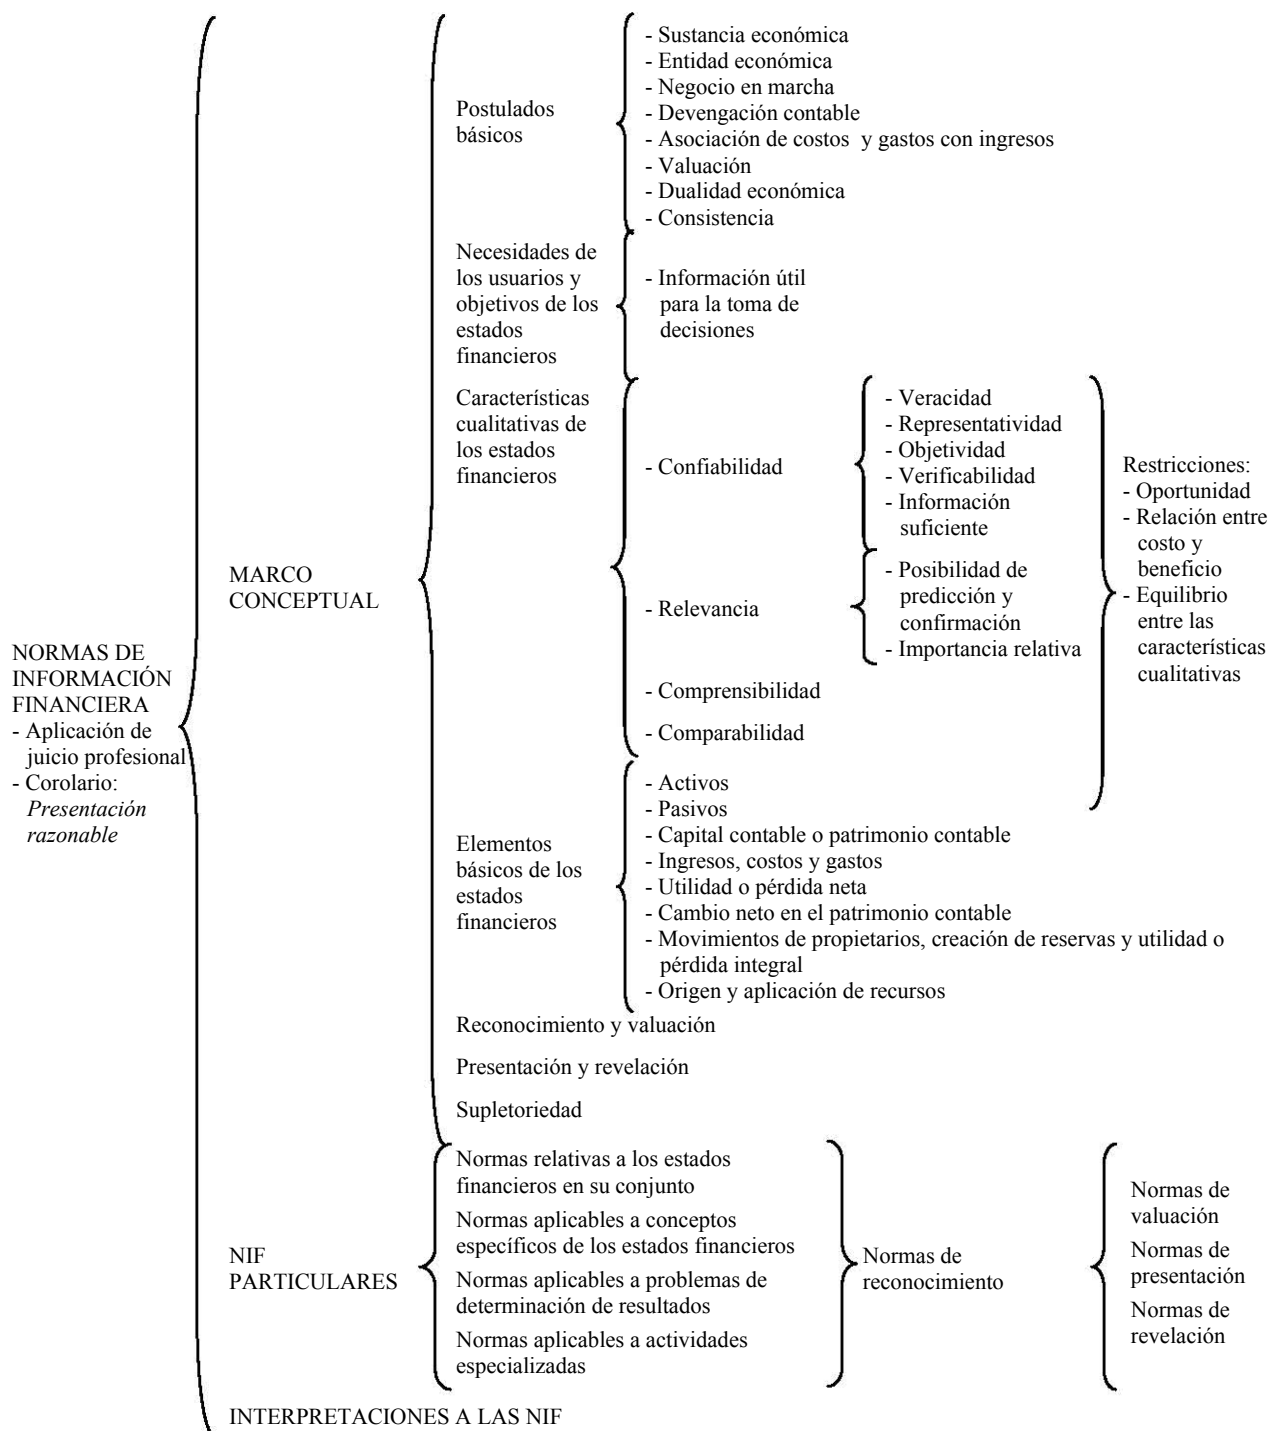 NORMAS DE
INFORMACIÓN
FINANCIERA
- Aplicación de
juicio profesional
- Corolario:
Presentación
razonable
MARCO
CONCEPTUAL
Postulados
básicos
- Sustancia económica
- Entidad económica
- Negocio en marcha
- Devengación contable
- Asociación de costos y gastos con ingresos
- Valuación
- Dualidad económica
- Consistencia
Necesidades de
los usuarios y
objetivos de los
estados
financieros
- Información útil
para la toma de
decisiones
Características
cualitativas de
los estados
financieros
- Confiabilidad
- Veracidad
- Representatividad
- Objetividad
- Verificabilidad
- Información
suficiente
- Relevancia
- Posibilidad de
predicción y
confirmación
- Importancia relativa
- Comprensibilidad
- Comparabilidad
Restricciones:
- Oportunidad
- Relación entre
costo y
beneficio
- Equilibrio
entre las
características
cualitativas
Elementos
básicos de los
estados
financieros
- Activos
- Pasivos
- Capital contable o patrimonio contable
- Ingresos, costos y gastos
- Utilidad o pérdida neta
- Cambio neto en el patrimonio contable
- Movimientos de propietarios, creación de reservas y utilidad o
pérdida integral
- Origen y aplicación de recursos
Reconocimiento y valuación
Presentación y revelación
Supletoriedad
NIF
PARTICULARES
Normas relativas a los estados
financieros en su conjunto
Normas aplicables a conceptos
específicos de los estados financieros
Normas aplicables a problemas de
determinación de resultados
Normas aplicables a actividades
especializadas
Normas de
reconocimiento
Normas de
valuación
Normas de
presentación
Normas de
revelación
INTERPRETACIONES A LAS NIF